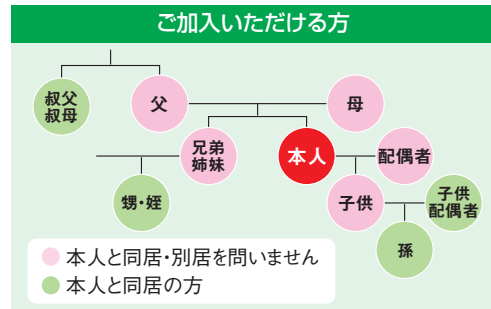 ご加入いただける方
叔父
叔母
父
母
兄弟
姉妹
本人
配偶者
甥・姪
子供
子供
配偶者
孫
本人と同居・別居を問いません
本人と同居の方